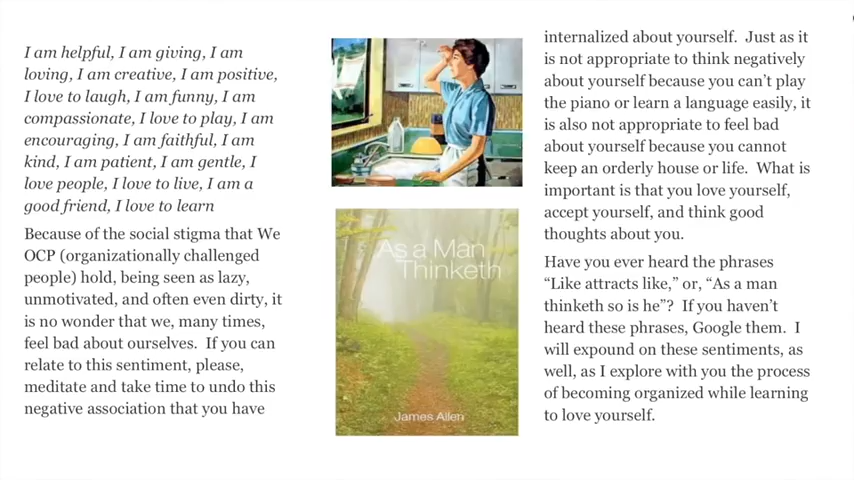 I am helpful, I am giving, I am
loving, I am creative, I am positive,
I love to laugh, I am funny, I am
compassionate, I love to play, I am
encouraging, I am faithful, I am
kind, I am patient, I am gentle, I
love people, I love to live, I am a
good friend, I love to learn
Because of the social stigma that We
OCP (organizationally challenged
people) hold, being seen as lazy,
unmotivated, and often even dirty, it
is no wonder that we, many times,
feel bad about ourselves.  If you can
relate to this sentiment, please,
meditate and take time to undo this
negative association that you have
As a Man
Thinketh
James Allen
internalized about yourself.  Just as it
is not appropriate to think negatively
about yourself because you can't play
the piano or learn a language easily, it
is also not appropriate to feel bad
about yourself because you cannot
keep an orderly house or life.  What is
important is that you love yourself,
accept yourself, and think good
thoughts about you.
Have you ever heard the phrases
“Like attracts like,” or, “As a man
thinketh so is he”?  If you haven't
heard these phrases, Google them.  I
will expound on these sentiments, as
well, as I explore with you the process
of becoming organized while learning
to love yourself.